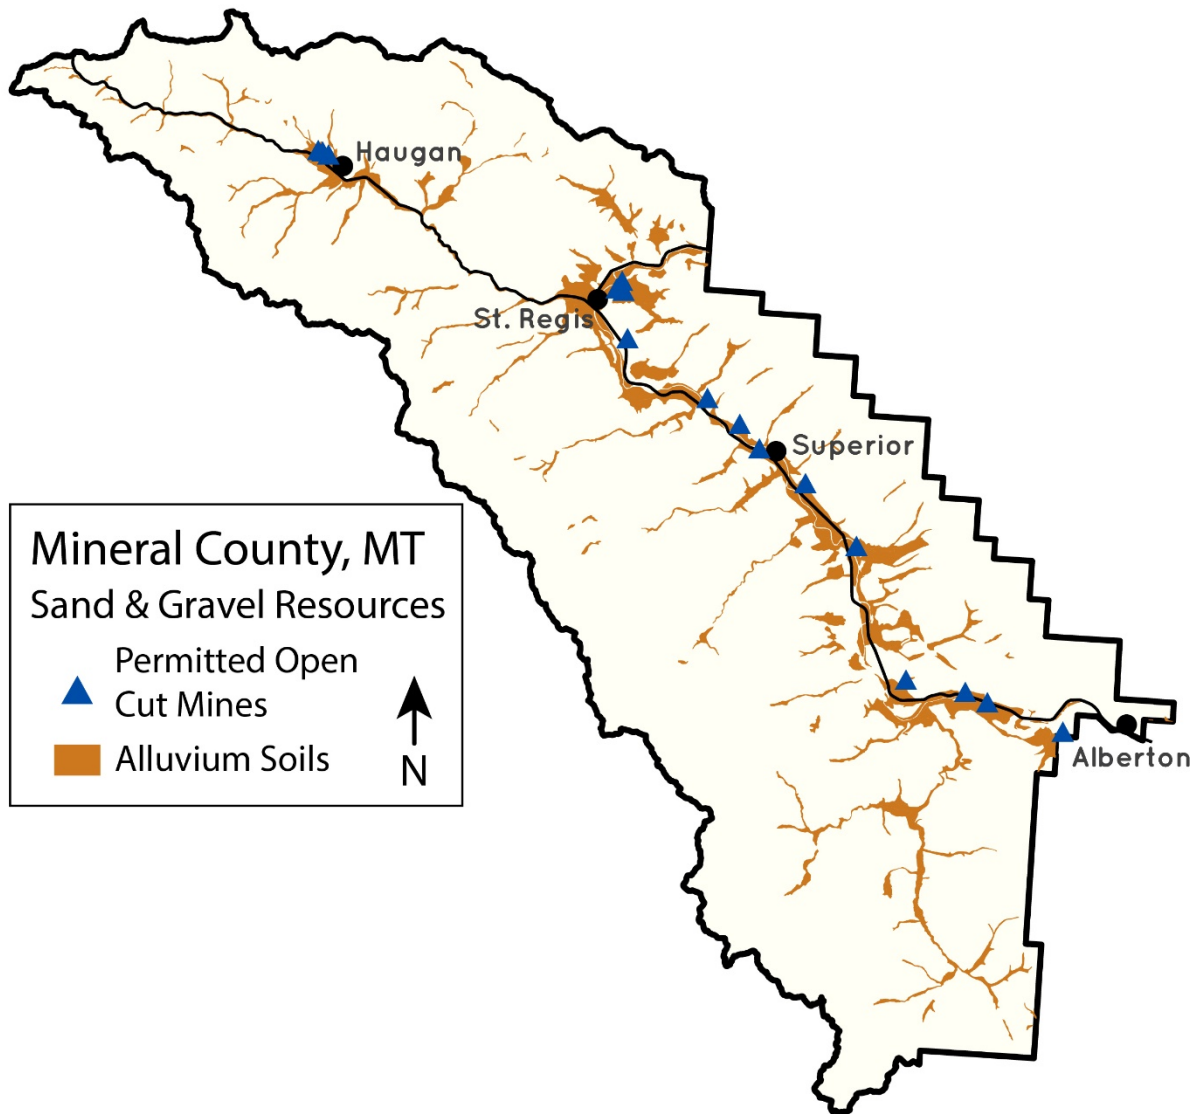 Haugan
St. Regis
Superior
Mineral County, MT
Sand & Gravel Resources
Permitted Open
Cut Mines
Alluvium Soils
N
Alberton